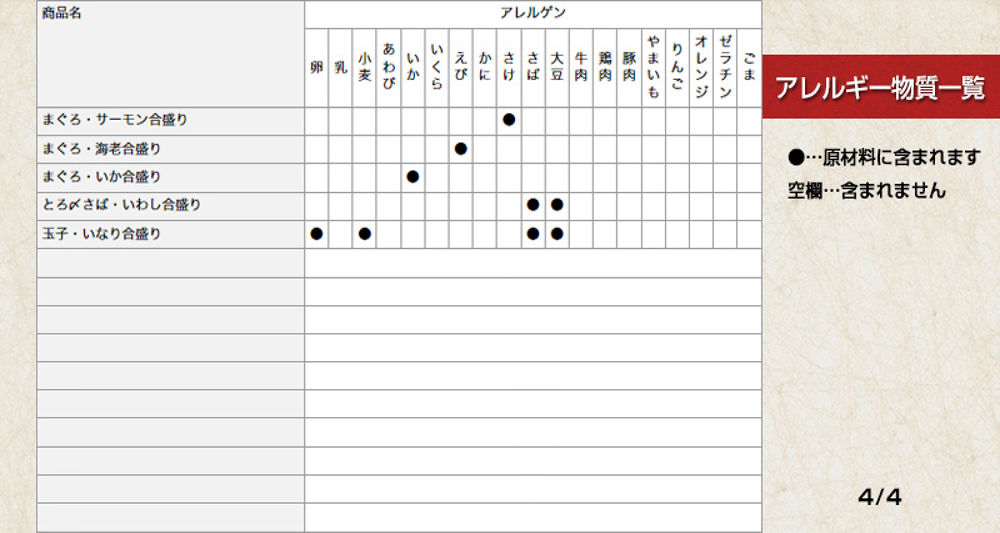 商品名
アレルゲン
卵 乳 小麦 あわび いか いくら えび かに さけ さば 大豆 牛肉 鶏肉 豚肉 やまいも りんご オレンジ ゼラチン ごま
まぐろ・サーモン合盛り ●
まぐろ・海老合盛り ●
まぐろ・いか合盛り ●
とろ〆さば・いわし合盛り ● ●
玉子・いなり合盛り ● ● ● ●
アレルギー物質一覧
●…原材料に含まれます
空欄…含まれません
4/4